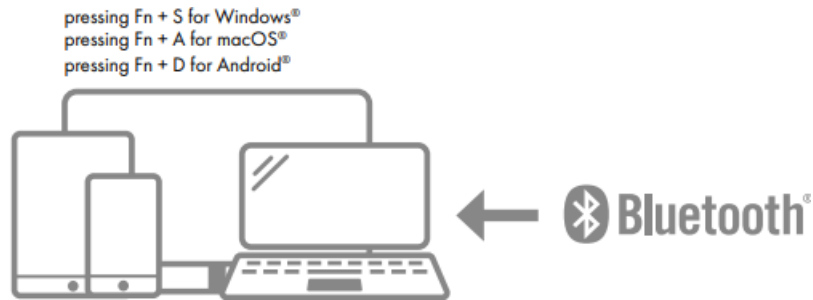 pressing Fn + S for Windows®
pressing Fn + A for macOS®
pressing Fn + D for Android®
Bluetooth®